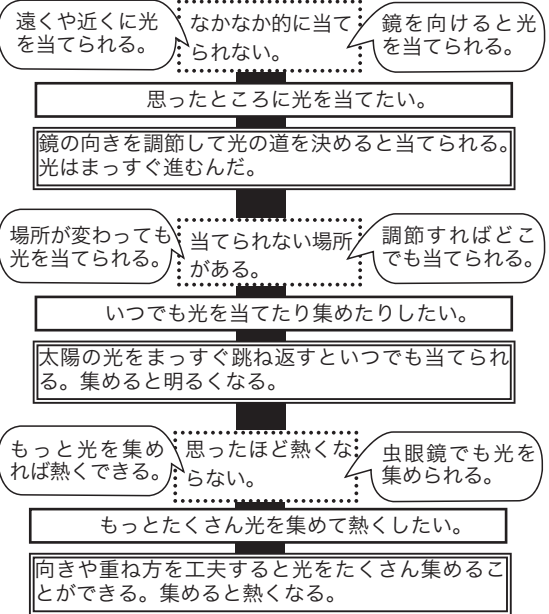 遠くや近くに光
を当てられる。
なかなか的に当て
られない。
鏡を向けると光
を当てられる。
思ったところに光を当てたい。
鏡の向きを調節して光の道を決めると当てられる。
光はまっすぐ進むんだ。
場所が変わっても
光を当てられる。
当てられない場所
がある。
調節すればどこ
でも当てられる。
いつでも光を当てたり集めたりしたい。
太陽の光をまっすぐ跳ね返すといつでも当てられ
る。集めると明るくなる。
もっと光を集め
れば熱くできる。
思ったほど熱くな
らない。
虫眼鏡でも光を
集められる。
もっとたくさん光を集めて熱くしたい。
向きや重ね方を工夫すると光をたくさん集めるこ
とができる。集めると熱くなる。